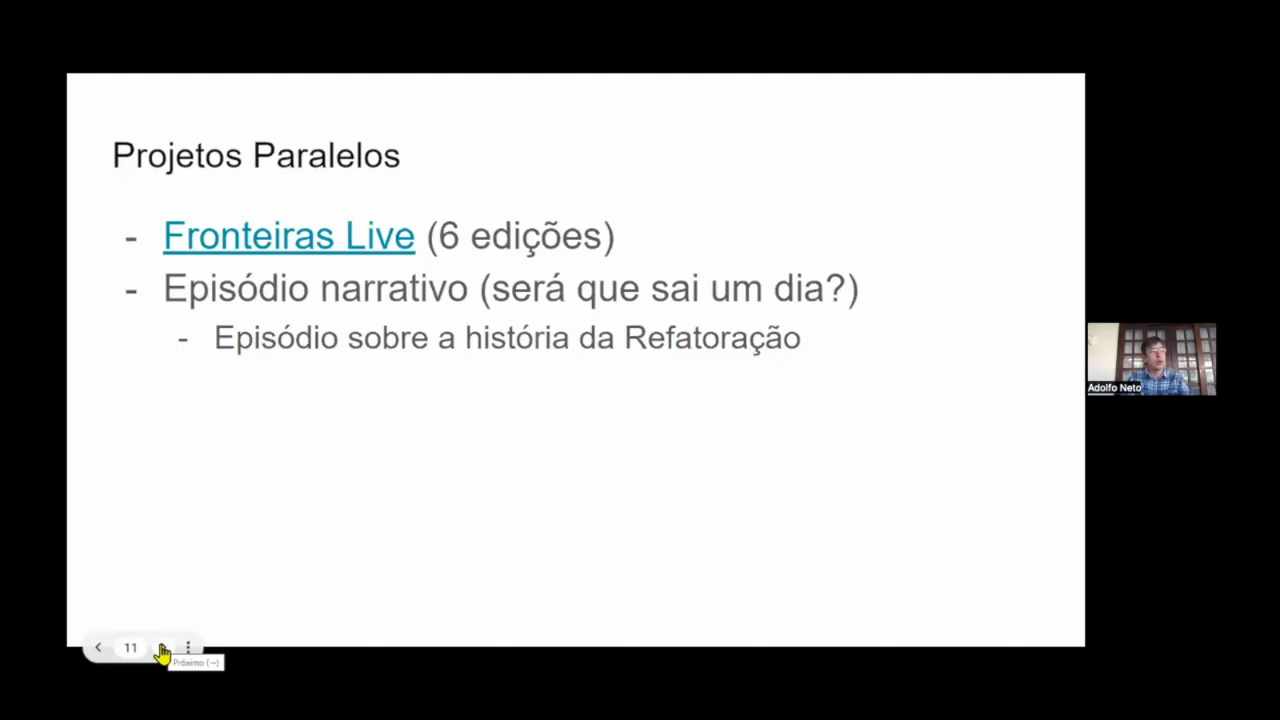 Projetos Paralelos
- Fronteiras Live (6 edições)
- Episódio narrativo (será que sai um dia?)
- Episódio sobre a história da Refatoração
Adolfo Neto
11
Próximo (→)